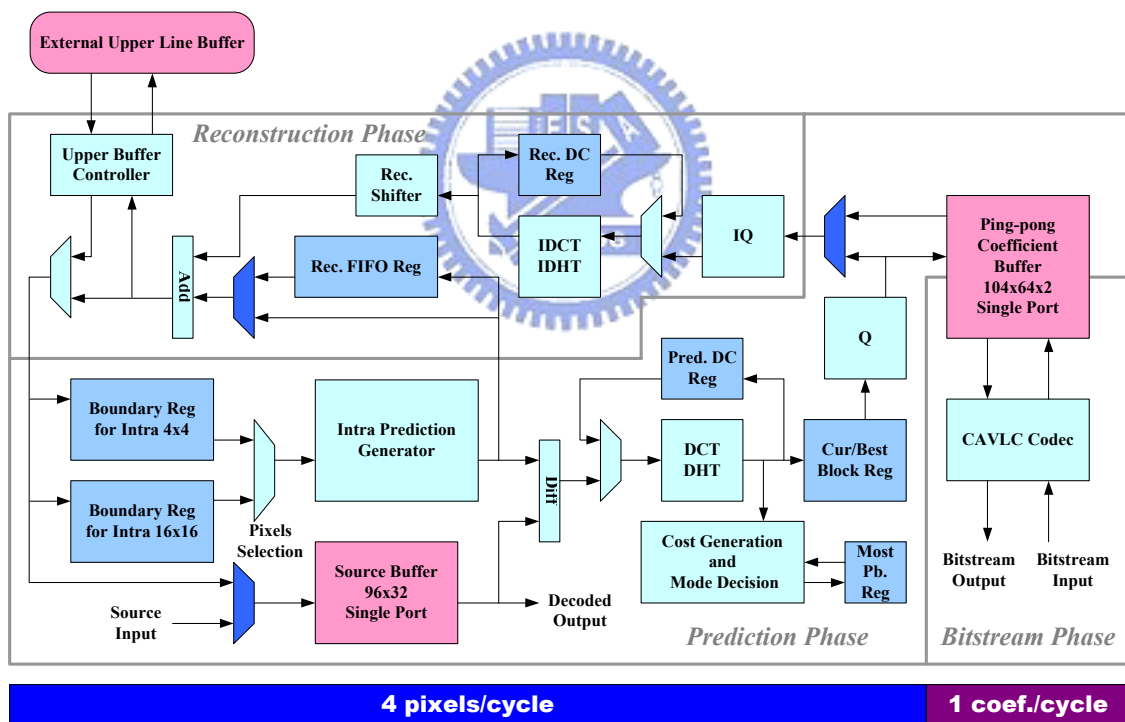 External Upper Line Buffer
Reconstruction Phase
Upper Buffer
Controller
Rec.
Shifter
Rec. DC
Reg
IDCT
IDHT
IQ
Ping-pong
Coefficient
Buffer
104x64x2
Single Port
Rec. FIFO Reg
Add
Q
Pred. DC
Reg
Boundary Reg
for Intra 4x4
Intra Prediction
Generator
Diff
DCT
DHT
Cur/Best
Block Reg
CAVLC Codec
Boundary Reg
for Intra 16x16
Pixels
Selection
Cost Generation
and
Mode Decision
Most
Pb.
Reg
Bitstream
Output
Bitstream
Input
Source Buffer
96x32
Single Port
Source
Input
Decoded
Output
Prediction Phase
Bitstream Phase
4 pixels/cycle
1 coef./cycle